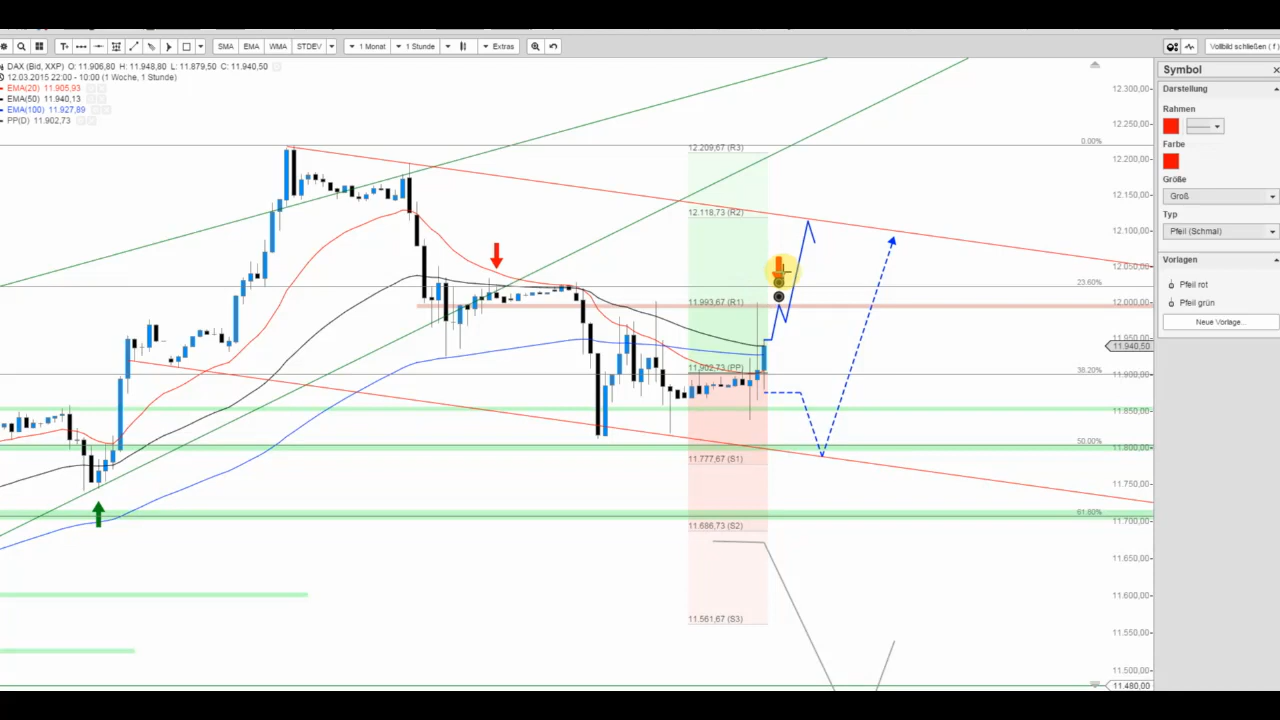 SMA EMA WMA STDEV 1 Monat 1 Stunde Extras Vollbild schließen ( f )
DAX (Bid, XXP) O: 11.906,80 H: 11.948,80 L: 11.879,50 C: 11.940,50
12.03.2015 22:00 - 10:00 (1 Woche, 1 Stunde)
EMA(20) 11.905,93
EMA(50) 11.940,13
EMA(100) 11.927,89
PP(D) 11.902,73
12.209,67 (R3)
12.118,73 (R2)
11.993,67 (R1)
11.902,73 (PP)
11.777,67 (S1)
11.686,73 (S2)
11.561,67 (S3)
0.00%
23.60%
38.20%
50.00%
61.80%
12.300,00
12.250,00
12.200,00
12.150,00
12.100,00
12.050,00
12.000,00
11.950,00
11.940,50
11.900,00
11.850,00
11.800,00
11.750,00
11.700,00
11.650,00
11.600,00
11.550,00
11.500,00
11.480,00
Symbol
Darstellung
Rahmen
Farbe
Größe
Groß
Typ
Pfeil (Schmal)
Vorlagen
Pfeil rot
Pfeil grün
Neue Vorlage...